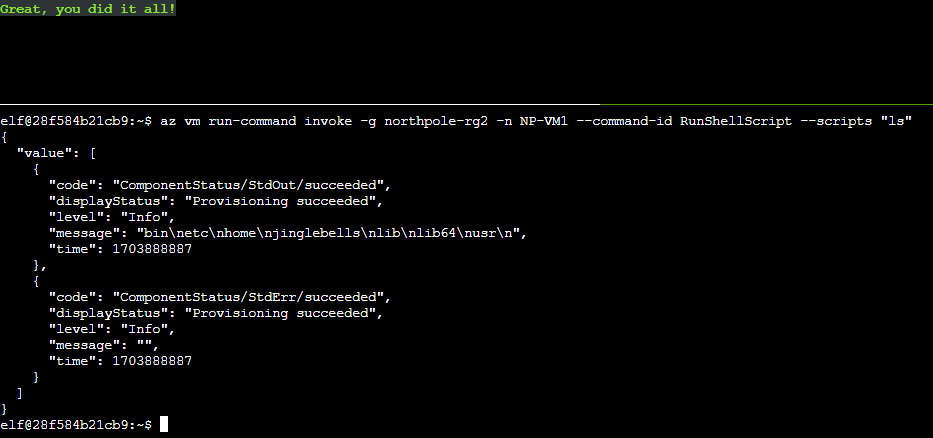 Great, you did it all!
elf@28f584b21cb9:~$ az vm run-command invoke -g northpole-rg2 -n NP-VM1 --command-id RunShellScript --scripts "ls"
{
  "value": [
    {
      "code": "ComponentStatus/StdOut/succeeded",
      "displayStatus": "Provisioning succeeded",
      "level": "Info",
      "message": "bin\netc\nhome\njinglebells\nlib\nlib64\nusr\n",
      "time": 1703888887
    },
    {
      "code": "ComponentStatus/StdErr/succeeded",
      "displayStatus": "Provisioning succeeded",
      "level": "Info",
      "message": "",
      "time": 1703888887
    }
  ]
}
elf@28f584b21cb9:~$